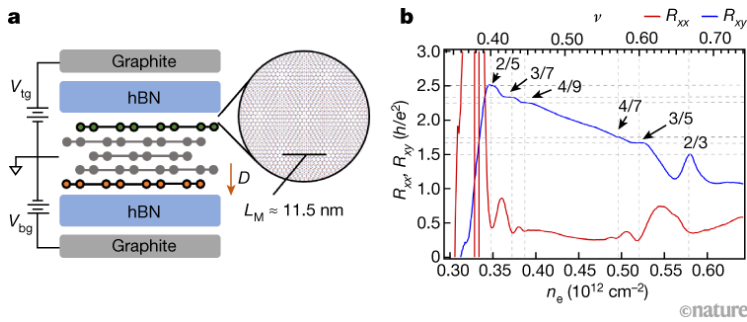 a
Graphite
hBN
V_tg
D
V_bg
hBN
Graphite
L_M ≈ 11.5 nm
b
ν
R_xx
R_xy
0.40 0.50 0.60 0.70
R_xx, R_xy (h/e²)
3.0
2.5
2.0
1.5
1.0
0.5
0
2/5
3/7
4/9
4/7
3/5
2/3
0.30 0.35 0.40 0.45 0.50 0.55 0.60
n_e (10¹² cm⁻²)
©nature